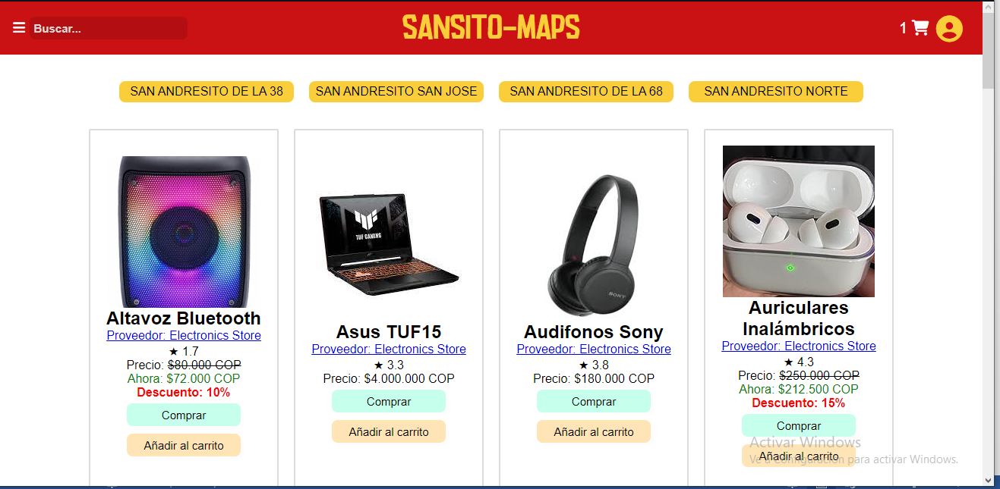 Buscar...
SANSITO-MAPS
1
SAN ANDRESITO DE LA 38
SAN ANDRESITO SAN JOSE
SAN ANDRESITO DE LA 68
SAN ANDRESITO NORTE
Altavoz Bluetooth
Proveedor: Electronics Store
★ 1.7
Precio: $80.000 COP
Ahora: $72.000 COP
Descuento: 10%
Comprar
Añadir al carrito
TUF GAMING
Asus TUF15
Proveedor: Electronics Store
★ 3.3
Precio: $4.000.000 COP
Comprar
Añadir al carrito
SONY
Audifonos Sony
Proveedor: Electronics Store
★ 3.8
Precio: $180.000 COP
Comprar
Añadir al carrito
Auriculares
Inalámbricos
Proveedor: Electronics Store
★ 4.3
Precio: $250.000 COP
Ahora: $212.500 COP
Descuento: 15%
Comprar
Añadir al carrito
Activar Windows
Ve a Configuración para activar Windows.